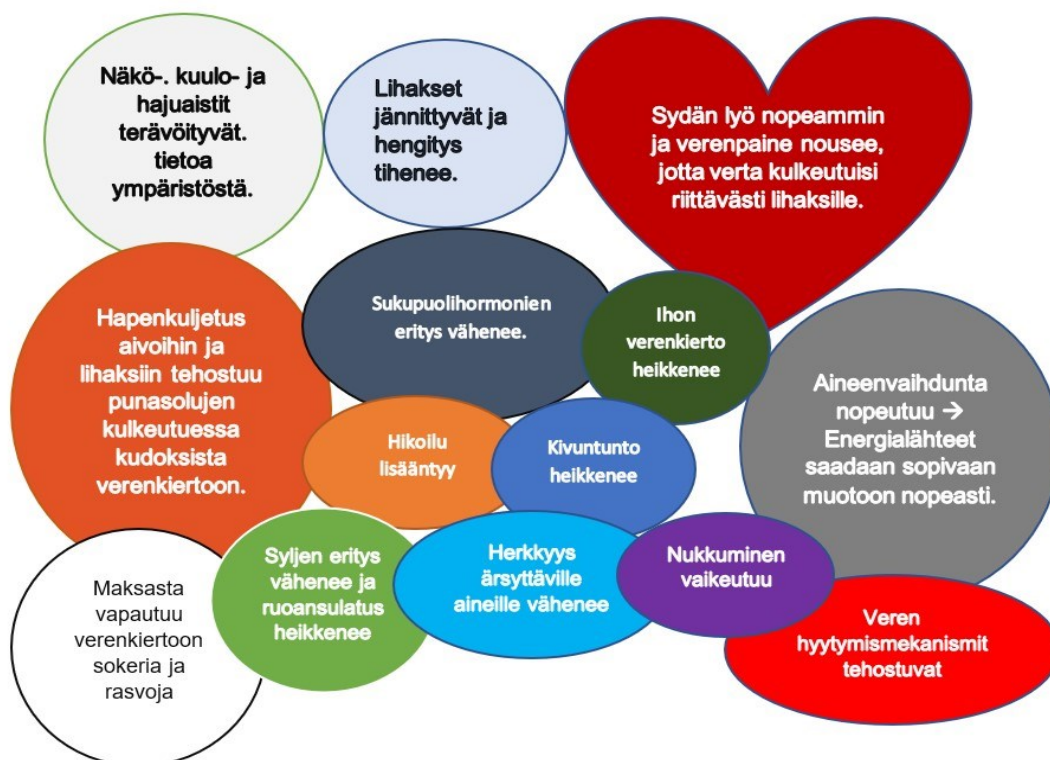 Näkö-. kuulo- ja
hajuaistit
terävöityvät.
tietoa
ympäristöstä.
Lihakset
jännittyvät ja
hengitys
tihenee.
Sydän lyö nopeammin
ja verenpaine nousee,
jotta verta kulkeutuisi
riittävästi lihaksille.
Hapenkuljetus
aivoihin ja
lihaksiin tehostuu
punasolujen
kulkeutuessa
kudoksista
verenkiertoon.
Sukupuolihormonien
eritys vähenee.
Ihon
verenkierto
heikkenee
Aineenvaihdunta
nopeutuu →
Energialähteet
saadaan sopivaan
muotoon nopeasti.
Hikoilu
lisääntyy
Kivuntunto
heikkenee
Maksasta
vapautuu
verenkiertoon
sokeria ja
rasvoja
Syljen eritys
vähenee ja
ruoansulatus
heikkenee
Herkkyys
ärsyttäville
aineille vähenee
Nukkuminen
vaikeutuu
Veren
hyytymismekanismit
tehostuvat